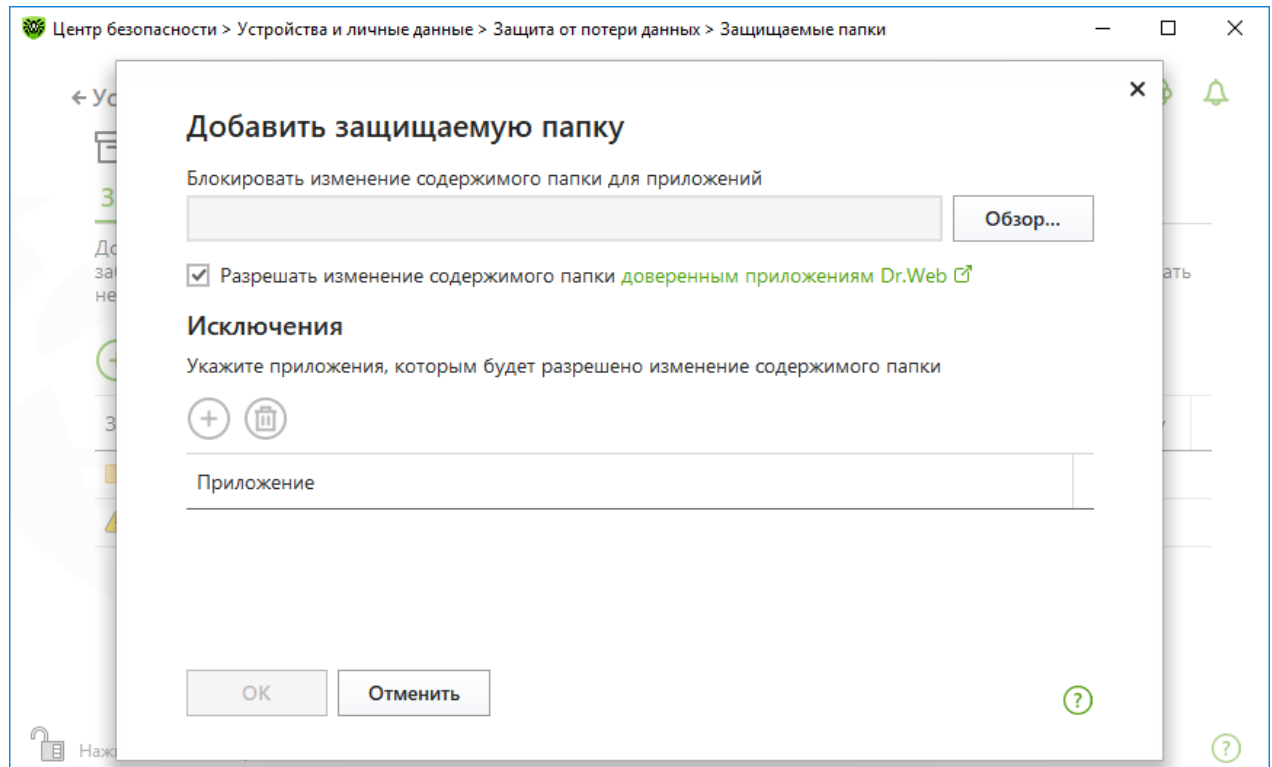 Центр безопасности > Устройства и личные данные > Защита от потери данных > Защищаемые папки
Добавить защищаемую папку
Блокировать изменение содержимого папки для приложений
Обзор...
Разрешать изменение содержимого папки доверенным приложениям Dr.Web
Исключения
Укажите приложения, которым будет разрешено изменение содержимого папки
Приложение
ОК
Отменить